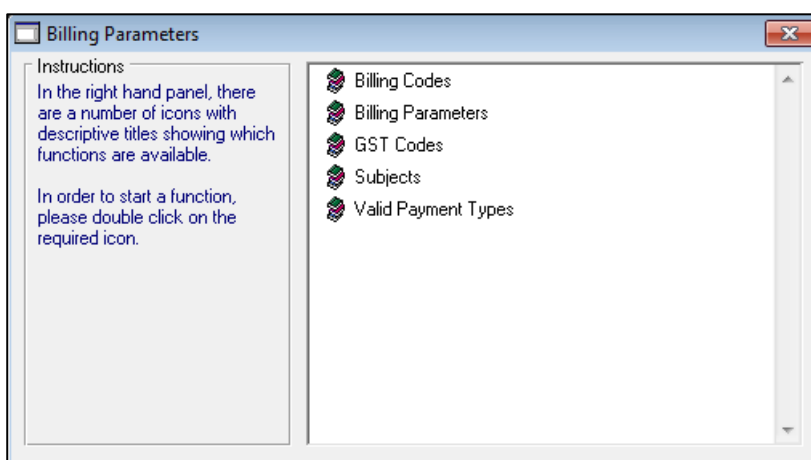 Billing Parameters
Instructions
In the right hand panel, there
are a number of icons with
descriptive titles showing which
functions are available.
In order to start a function,
please double click on the
required icon.
Billing Codes
Billing Parameters
GST Codes
Subjects
Valid Payment Types